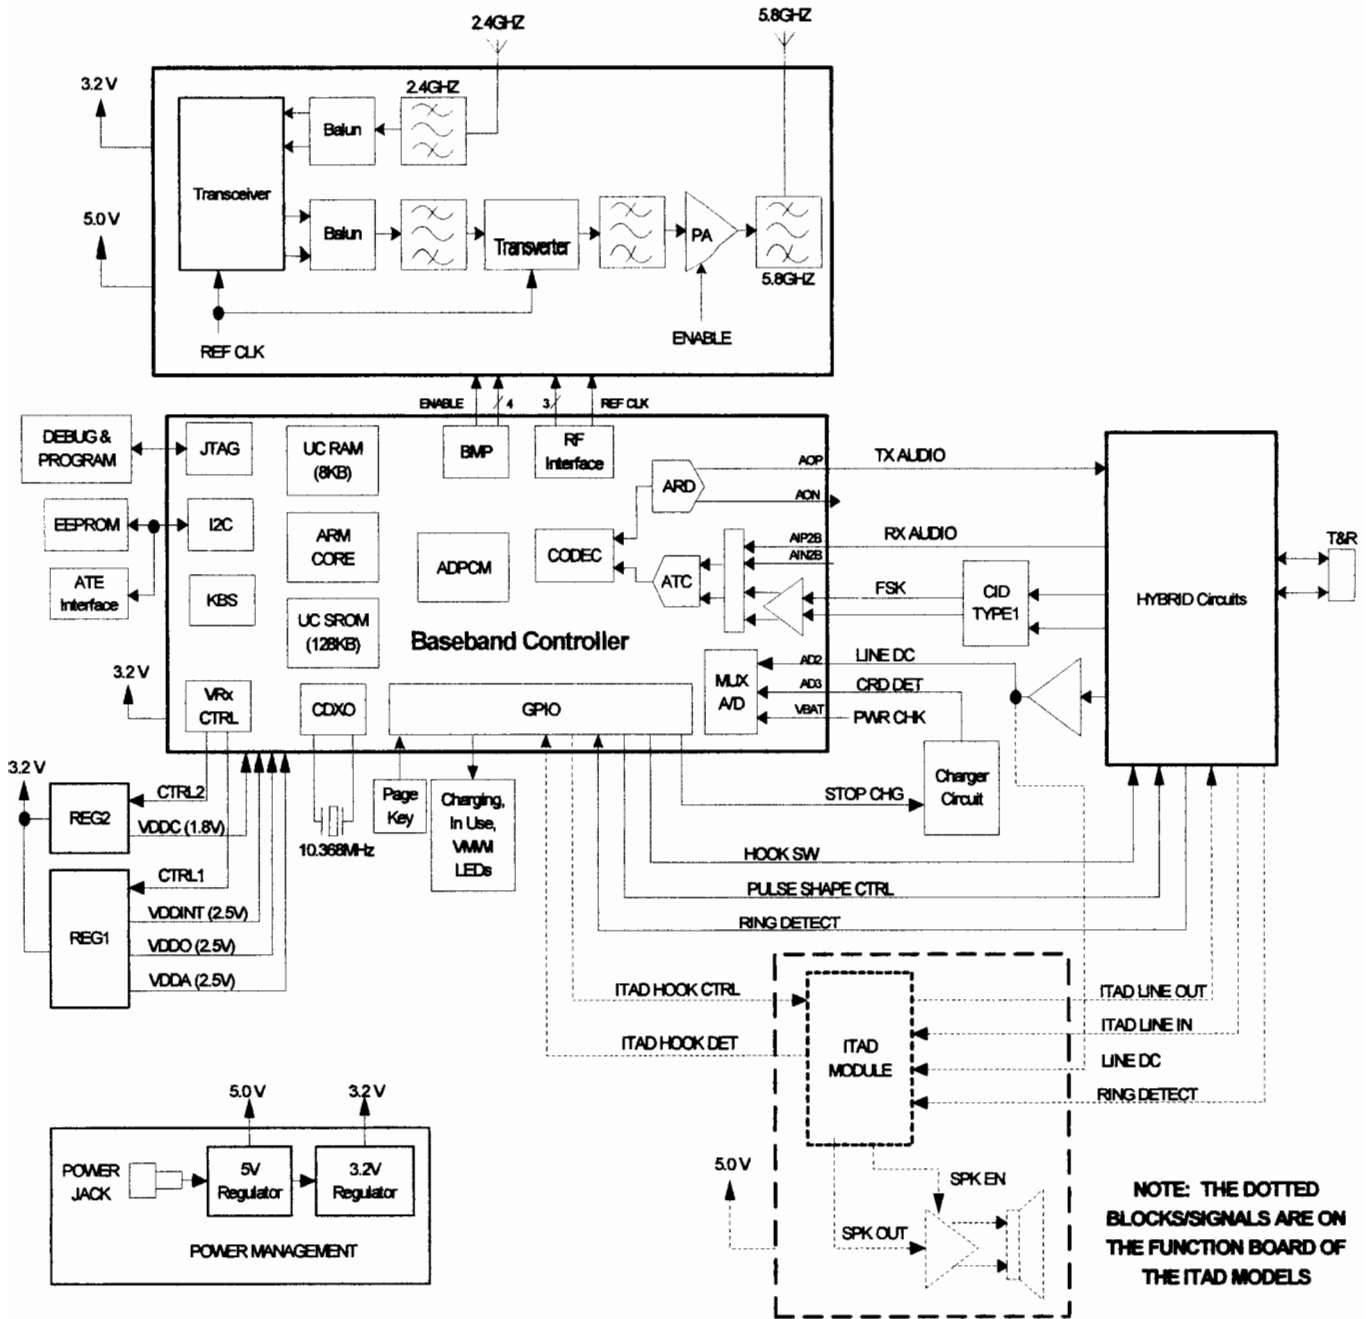 2.4GHZ
5.8GHZ
3.2 V
5.0 V
2.4GHZ
Balun
Transceiver
Balun
Transverter
PA
5.8GHZ
REF CLK
ENABLE
ENABLE
4
3
REF CLK
DEBUG &
PROGRAM
JTAG
UC RAM
(8KB)
BMP
RF
Interface
ARD
AOP
TX AUDIO
AON
EEPROM
I2C
ARM
CORE
ADPCM
CODEC
ATC
AIP2B
RX AUDIO
AIN2B
T&R
ATE
Interface
KBS
UC SROM
(128KB)
FSK
CID
TYPE1
HYBRID Circuits
Baseband Controller
3.2 V
VRx
CTRL
CDXO
GPIO
MUX
A/D
AD2
LINE DC
AD3
CRD DET
VBAT
PWR CHK
3.2 V
REG2
CTRL2
VDDC (1.8V)
10.368MHz
Page
Key
Charging,
In Use,
VMWI
LEDs
STOP CHG
Charger
Circuit
HOOK SW
REG1
CTRL1
VDDINT (2.5V)
VDDO (2.5V)
VDDA (2.5V)
PULSE SHAPE CTRL
RING DETECT
ITAD HOOK CTRL
ITAD HOOK DET
ITAD
MODULE
ITAD LINE OUT
ITAD LINE IN
LINE DC
RING DETECT
5.0 V
3.2 V
POWER
JACK
5V
Regulator
3.2V
Regulator
POWER MANAGEMENT
5.0 V
SPK EN
SPK OUT
NOTE: THE DOTTED
BLOCKS/SIGNALS ARE ON
THE FUNCTION BOARD OF
THE ITAD MODELS